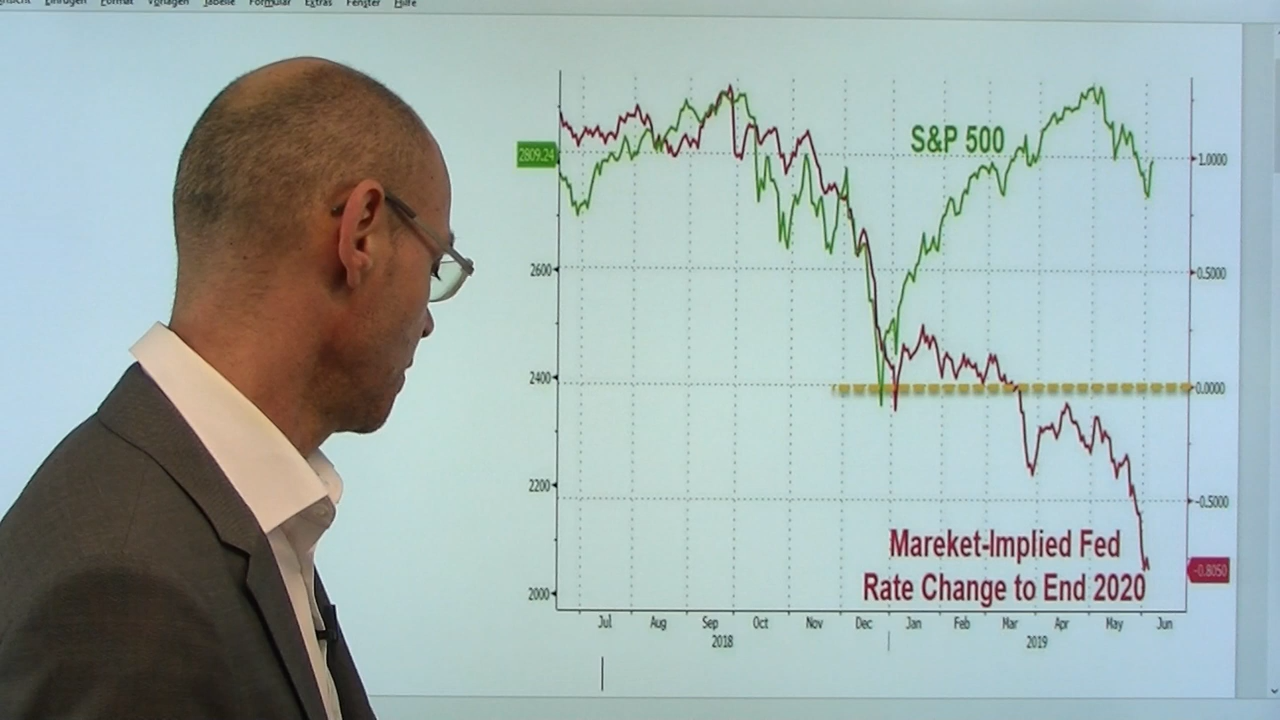 Ansicht Einfügen Format Vorlagen Tabelle Formular Extras Fenster Hilfe
S&P 500
2809.24
1.0000
2600
0.5000
2400
0.0000
2200
-0.5000
Mareket-Implied Fed
Rate Change to End 2020
-0.8050
2000
Jul Aug Sep Oct Nov Dec Jan Feb Mar Apr May Jun
2018 2019